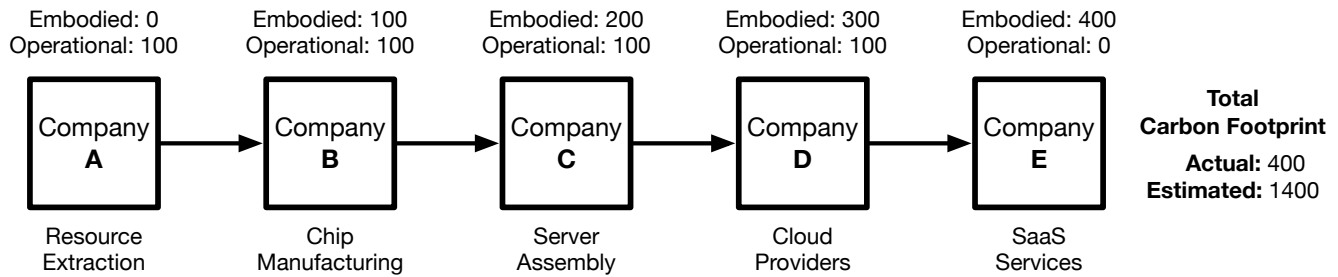 Embodied: 0
Operational: 100
Embodied: 100
Operational: 100
Embodied: 200
Operational: 100
Embodied: 300
Operational: 100
Embodied: 400
Operational: 0
Company
A
Company
B
Company
C
Company
D
Company
E
Total
Carbon Footprint
Actual: 400
Estimated: 1400
Resource
Extraction
Chip
Manufacturing
Server
Assembly
Cloud
Providers
SaaS
Services